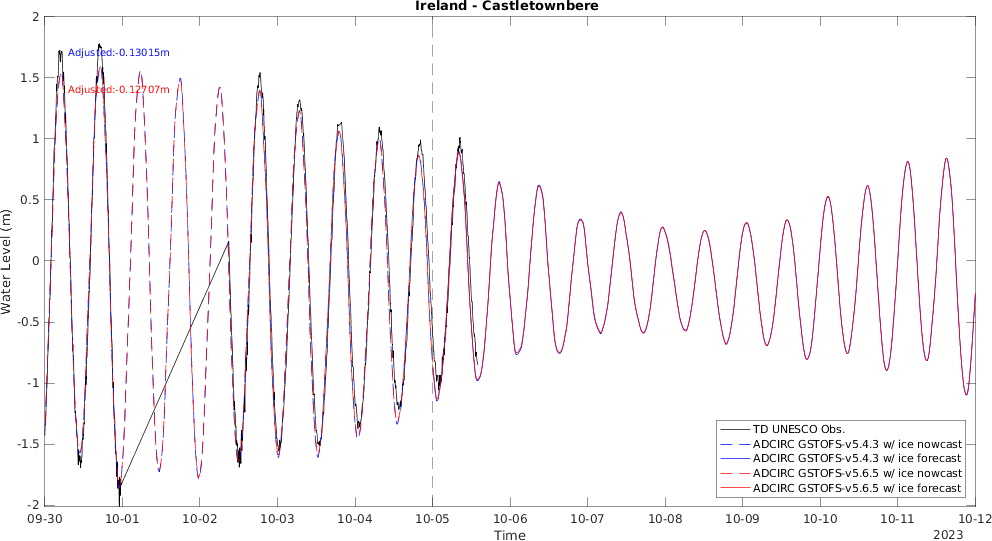 Ireland - Castletownbere
Adjusted:-0.13015m
Adjusted:-0.12707m
Water Level (m)
2
1.5
1
0.5
0
-0.5
-1
-1.5
-2
09-30 10-01 10-02 10-03 10-04 10-05 10-06 10-07 10-08 10-09 10-10 10-11 10-12
Time
2023
TD UNESCO Obs.
ADCIRC GSTOFS-v5.4.3 w/ ice nowcast
ADCIRC GSTOFS-v5.4.3 w/ ice forecast
ADCIRC GSTOFS-v5.6.5 w/ ice nowcast
ADCIRC GSTOFS-v5.6.5 w/ ice forecast